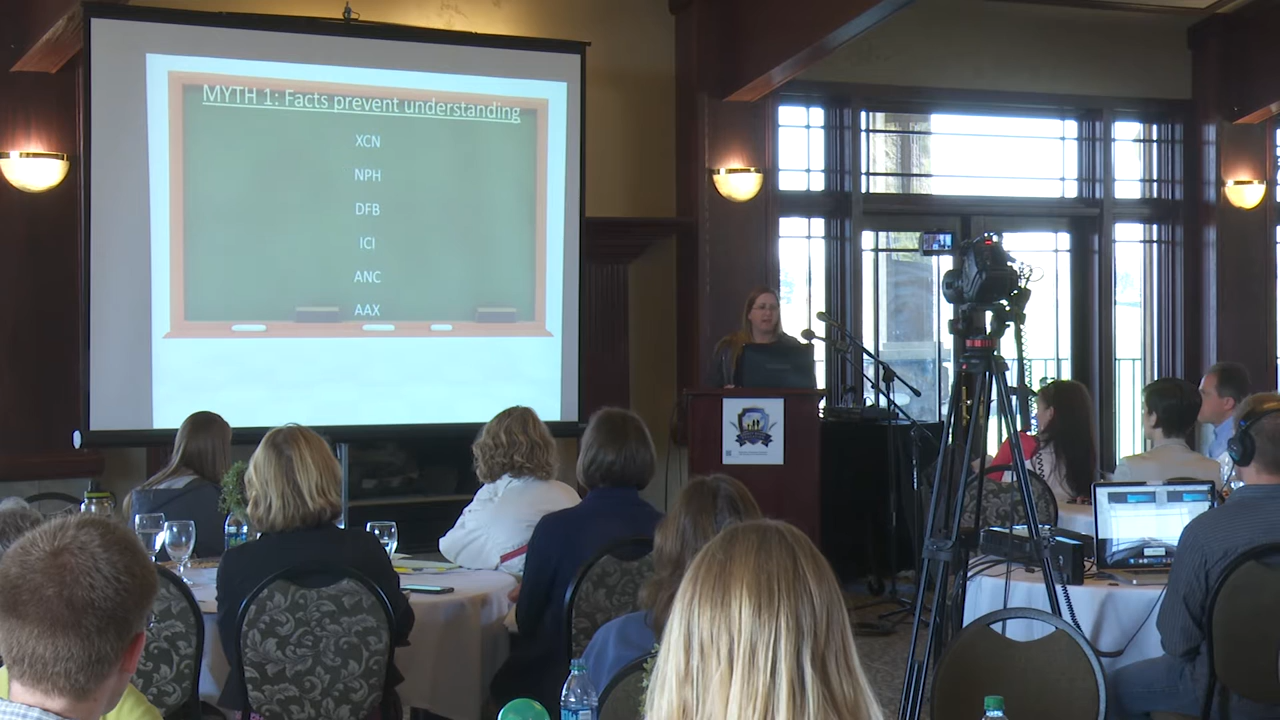 MYTH 1: Facts prevent understanding
XCN
NPH
DFB
ICI
ANC
AAX